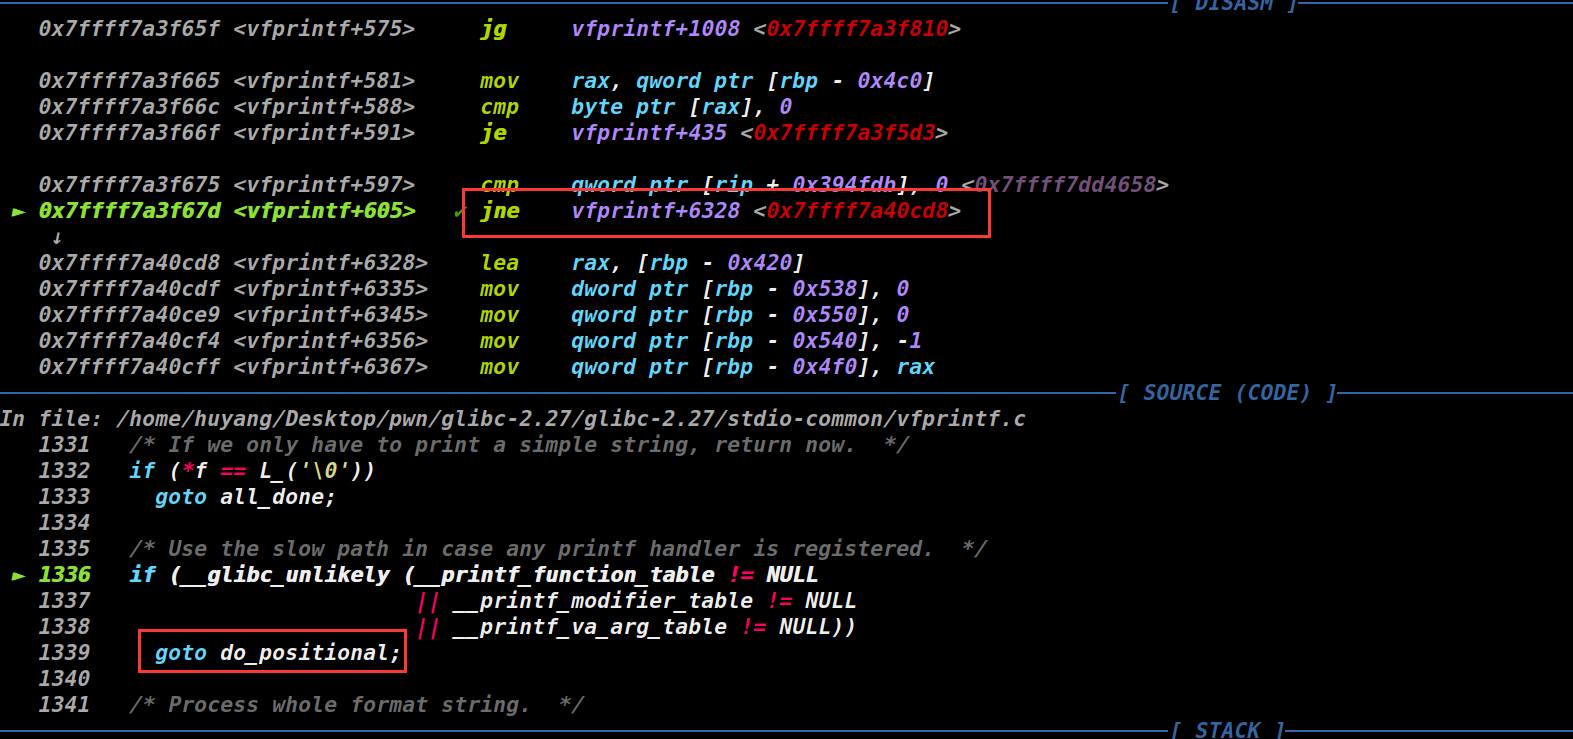 [ DISASM ]
0x7ffff7a3f65f <vfprintf+575> jg vfprintf+1008 <0x7ffff7a3f810>
0x7ffff7a3f665 <vfprintf+581> mov rax, qword ptr [rbp - 0x4c0]
0x7ffff7a3f66c <vfprintf+588> cmp byte ptr [rax], 0
0x7ffff7a3f66f <vfprintf+591> je vfprintf+435 <0x7ffff7a3f5d3>
0x7ffff7a3f675 <vfprintf+597> cmp qword ptr [rip + 0x394fdb], 0 <0x7ffff7dd4658>
► 0x7ffff7a3f67d <vfprintf+605> ✔ jne vfprintf+6328 <0x7ffff7a40cd8>
↓
0x7ffff7a40cd8 <vfprintf+6328> lea rax, [rbp - 0x420]
0x7ffff7a40cdf <vfprintf+6335> mov dword ptr [rbp - 0x538], 0
0x7ffff7a40ce9 <vfprintf+6345> mov qword ptr [rbp - 0x550], 0
0x7ffff7a40cf4 <vfprintf+6356> mov qword ptr [rbp - 0x540], -1
0x7ffff7a40cff <vfprintf+6367> mov qword ptr [rbp - 0x4f0], rax
[ SOURCE (CODE) ]
In file: /home/huyang/Desktop/pwn/glibc-2.27/glibc-2.27/stdio-common/vfprintf.c
1331 /* If we only have to print a simple string, return now. */
1332 if (*f == L_('\0'))
1333 goto all_done;
1334
1335 /* Use the slow path in case any printf handler is registered. */
► 1336 if (__glibc_unlikely (__printf_function_table != NULL
1337 || __printf_modifier_table != NULL
1338 || __printf_va_arg_table != NULL))
1339 goto do_positional;
1340
1341 /* Process whole format string. */
[ STACK ]